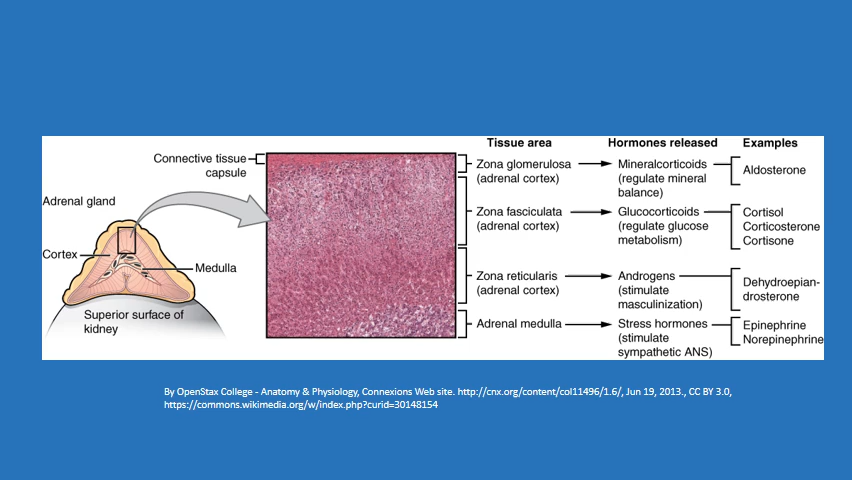 Tissue area
Hormones released
Examples
Connective tissue
capsule
Zona glomerulosa
(adrenal cortex)
Mineralcorticoids
(regulate mineral
balance)
Aldosterone
Adrenal gland
Zona fasciculata
(adrenal cortex)
Glucocorticoids
(regulate glucose
metabolism)
Cortisol
Corticosterone
Cortisone
Cortex
Medulla
Zona reticularis
(adrenal cortex)
Androgens
(stimulate
masculinization)
Dehydroepian-
drosterone
Superior surface of
kidney
Adrenal medulla
Stress hormones
(stimulate
sympathetic ANS)
Epinephrine
Norepinephrine
By OpenStax College - Anatomy & Physiology, Connexions Web site. http://cnx.org/content/col11496/1.6/, Jun 19, 2013., CC BY 3.0,
https://commons.wikimedia.org/w/index.php?curid=30148154